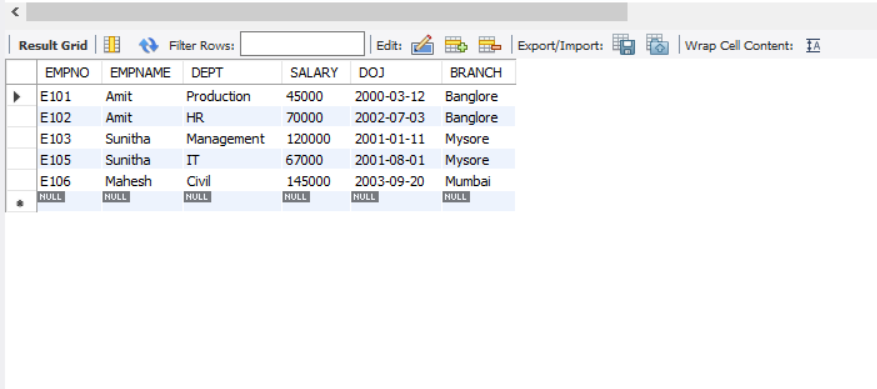 Result Grid Filter Rows: Edit: Export/Import: Wrap Cell Content: IA
EMPNO EMPNAME DEPT SALARY DOJ BRANCH
E101 Amit Production 45000 2000-03-12 Banglore
E102 Amit HR 70000 2002-07-03 Banglore
E103 Sunitha Management 120000 2001-01-11 Mysore
E105 Sunitha IT 67000 2001-08-01 Mysore
E106 Mahesh Civil 145000 2003-09-20 Mumbai
NULL NULL NULL NULL NULL NULL